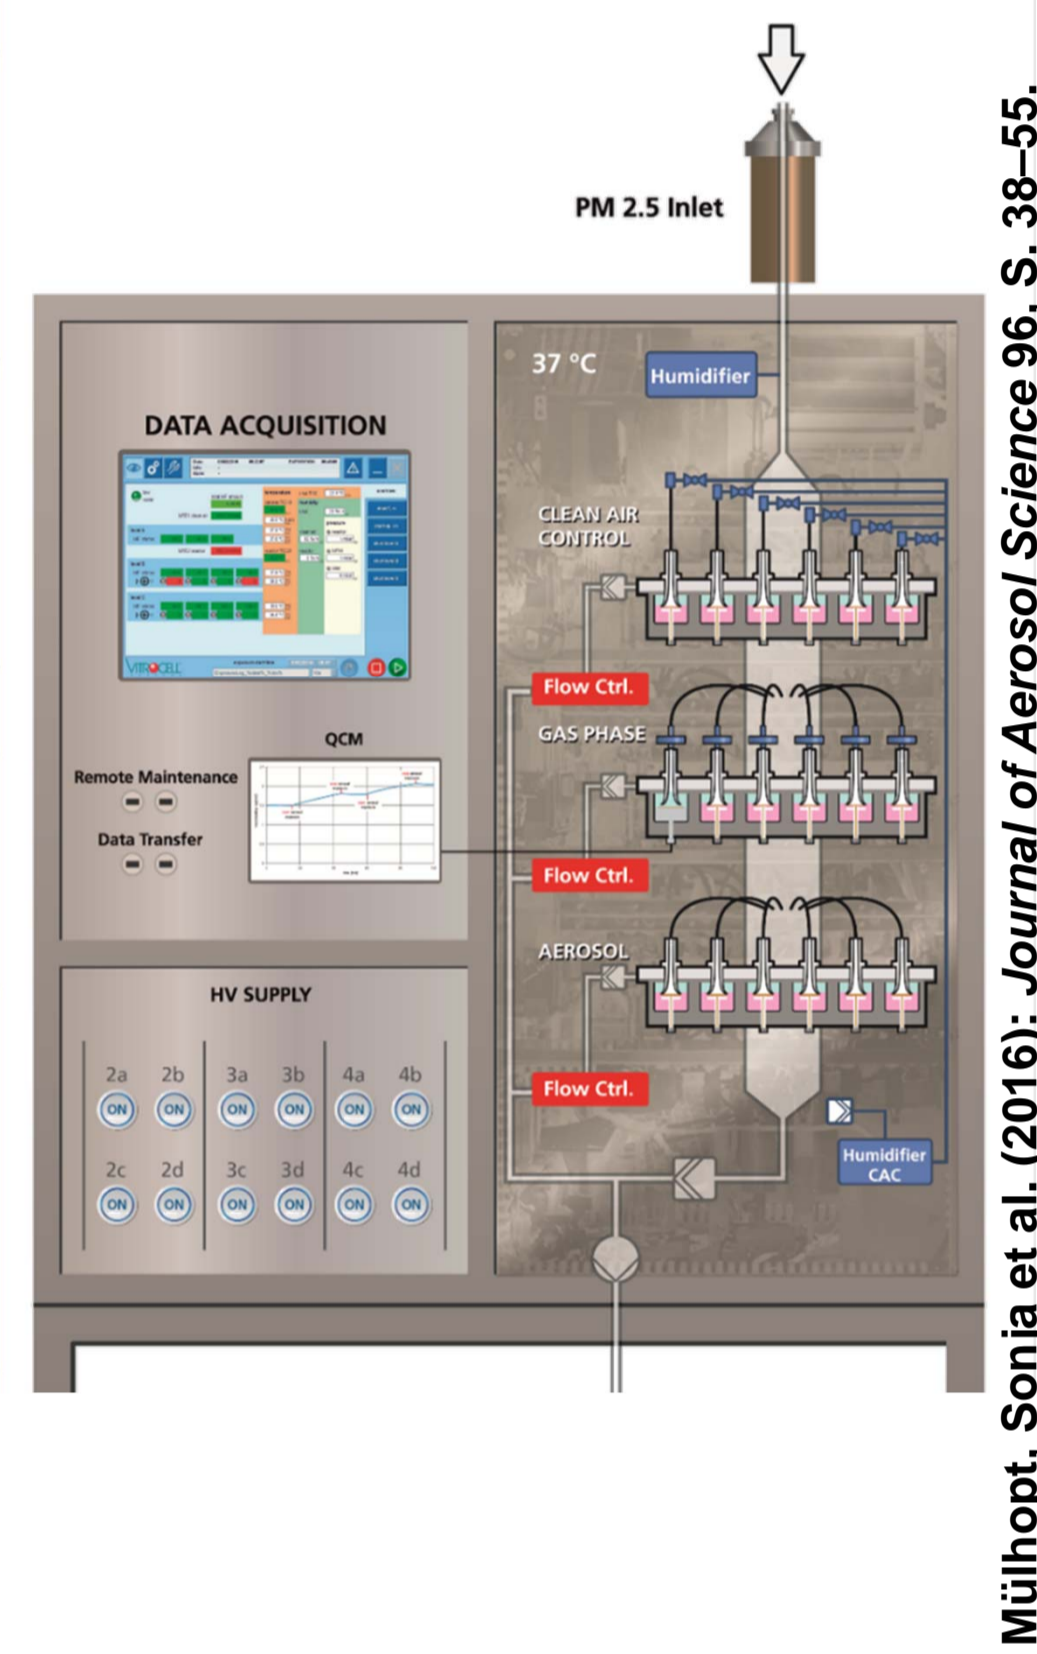 PM 2.5 Inlet
37 °C
Humidifier
DATA ACQUISITION
CLEAN AIR
CONTROL
VITROCELL
Flow Ctrl.
GAS PHASE
QCM
Remote Maintenance
Data Transfer
Flow Ctrl.
AEROSOL
HV SUPPLY
2a 2b 3a 3b 4a 4b
ON ON ON ON ON ON
Flow Ctrl.
2c 2d 3c 3d 4c 4d
ON ON ON ON ON ON
Humidifier
CAC
Mülhopt, Sonja et al. (2016): Journal of Aerosol Science 96, S. 38–55.